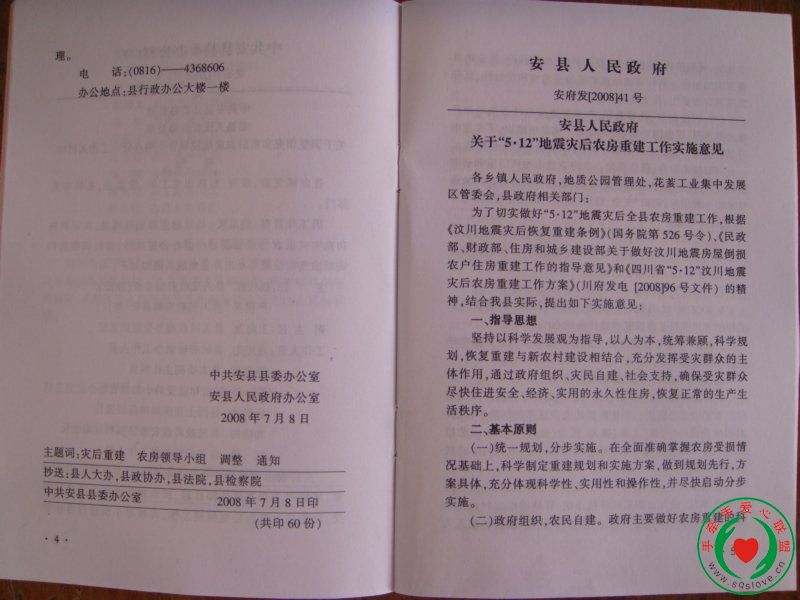 理。
电 话:(0816)——4368606
办公地点:县行政办公大楼一楼
中共安县县委办公室
安县人民政府办公室
2008年7月8日
主题词:灾后重建 农房领导小组 调整 通知
抄送:县人大办,县政协办,县法院,县检察院
中共安县县委办公室 2008年7月8日印
(共印60份)
·4·
安县人民政府
安府发[2008]41号
安县人民政府
关于“5·12”地震灾后农房重建工作实施意见
各乡镇人民政府,地质公园管理处,花荄工业集中发展
区管委会,县政府相关部门:
为了切实做好“5·12”地震灾后全县农房重建工作,根据
《汶川地震灾后恢复重建条例》(国务院第526号令)、《民政
部、财政部、住房和城乡建设部关于做好汶川地震房屋倒损
农户住房重建工作的指导意见》和《四川省“5·12”汶川地震
灾后农房重建工作方案》(川府发电[2008]96号文件)的精
神,结合我县实际,提出如下实施意见:
一、指导思想
坚持以科学发展观为指导,以人为本,统筹兼顾,科学规
划,恢复重建与新农村建设相结合,充分发挥受灾群众的主
体作用,通过政府组织、灾民自建、社会支持,确保受灾群众
尽快住进安全、经济、实用的永久性住房,恢复正常的生产生
活秩序。
二、基本原则
(一)统一规划,分步实施。在全面准确掌握农房受损情
况基础上,科学制定重建规划和实施方案,做到规划先行,方
案具体,充分体现科学性、实用性和操作性,并尽快启动分步
实施。
(二)政府组织,农民自建。政府主要做好农房重建的科
手牵手爱心联盟
www.sqslove.cn